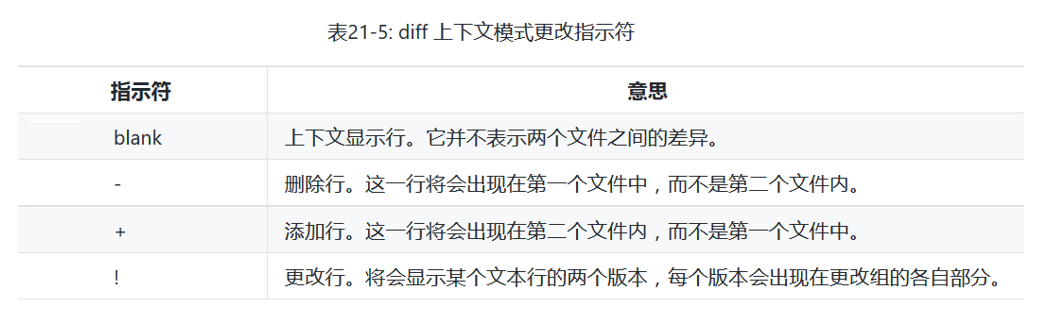 表21-5: diff 上下文模式更改指示符
指示符 意思
blank 上下文显示行。它并不表示两个文件之间的差异。
- 删除行。这一行将会出现在第一个文件中，而不是第二个文件内。
+ 添加行。这一行将会出现在第二个文件内，而不是第一个文件中。
! 更改行。将会显示某个文本行的两个版本，每个版本会出现在更改组的各自部分。